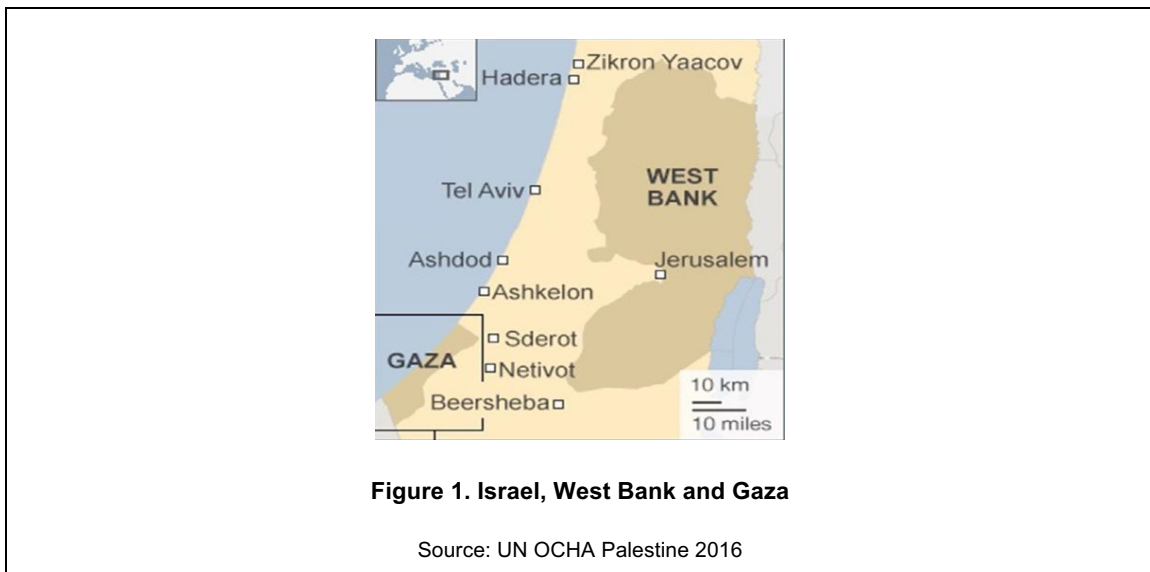 Zikron Yaacov
Hadera
WEST
BANK
Tel Aviv
Ashdod
Jerusalem
Ashkelon
Sderot
GAZA
Netivot
Beersheba
10 km
10 miles
Figure 1. Israel, West Bank and Gaza
Source: UN OCHA Palestine 2016